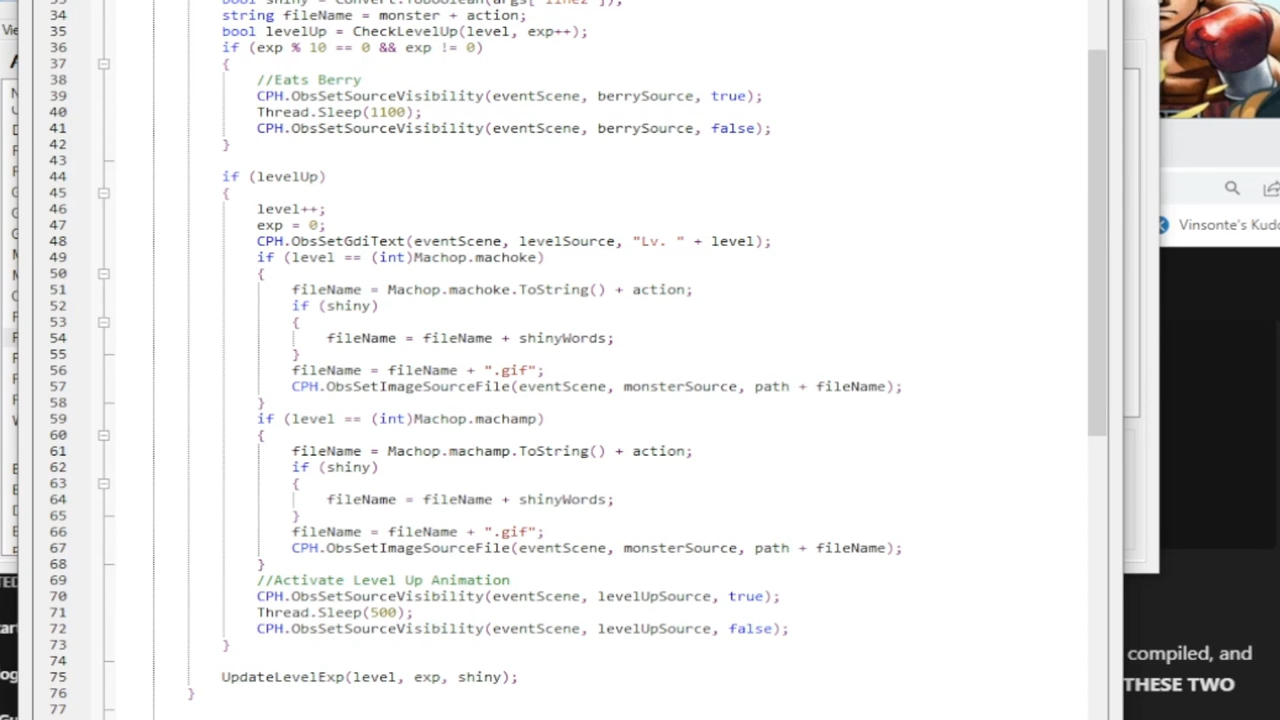 34 string fileName = monster + action;
35 bool levelUp = CheckLevelUp(level, exp++);
36 if (exp % 10 == 0 && exp != 0)
37 {
38 //Eats Berry
39 CPH.ObsSetSourceVisibility(eventScene, berrySource, true);
40 Thread.Sleep(1100);
41 CPH.ObsSetSourceVisibility(eventScene, berrySource, false);
42 }
43
44 if (levelUp)
45 {
46 level++;
47 exp = 0;
48 CPH.ObsSetGdiText(eventScene, levelSource, "Lv. " + level);
49 if (level == (int)Machop.machoke)
50 {
51 fileName = Machop.machoke.ToString() + action;
52 if (shiny)
53 {
54 fileName = fileName + shinyWords;
55 }
56 fileName = fileName + ".gif";
57 CPH.ObsSetImageSourceFile(eventScene, monsterSource, path + fileName);
58 }
59 if (level == (int)Machop.machamp)
60 {
61 fileName = Machop.machamp.ToString() + action;
62 if (shiny)
63 {
64 fileName = fileName + shinyWords;
65 }
66 fileName = fileName + ".gif";
67 CPH.ObsSetImageSourceFile(eventScene, monsterSource, path + fileName);
68 }
69 //Activate Level Up Animation
70 CPH.ObsSetSourceVisibility(eventScene, levelUpSource, true);
71 Thread.Sleep(500);
72 CPH.ObsSetSourceVisibility(eventScene, levelUpSource, false);
73 }
74
75 UpdateLevelExp(level, exp, shiny);
76 }
77
Vinsonte's
compiled, and
THESE TWO